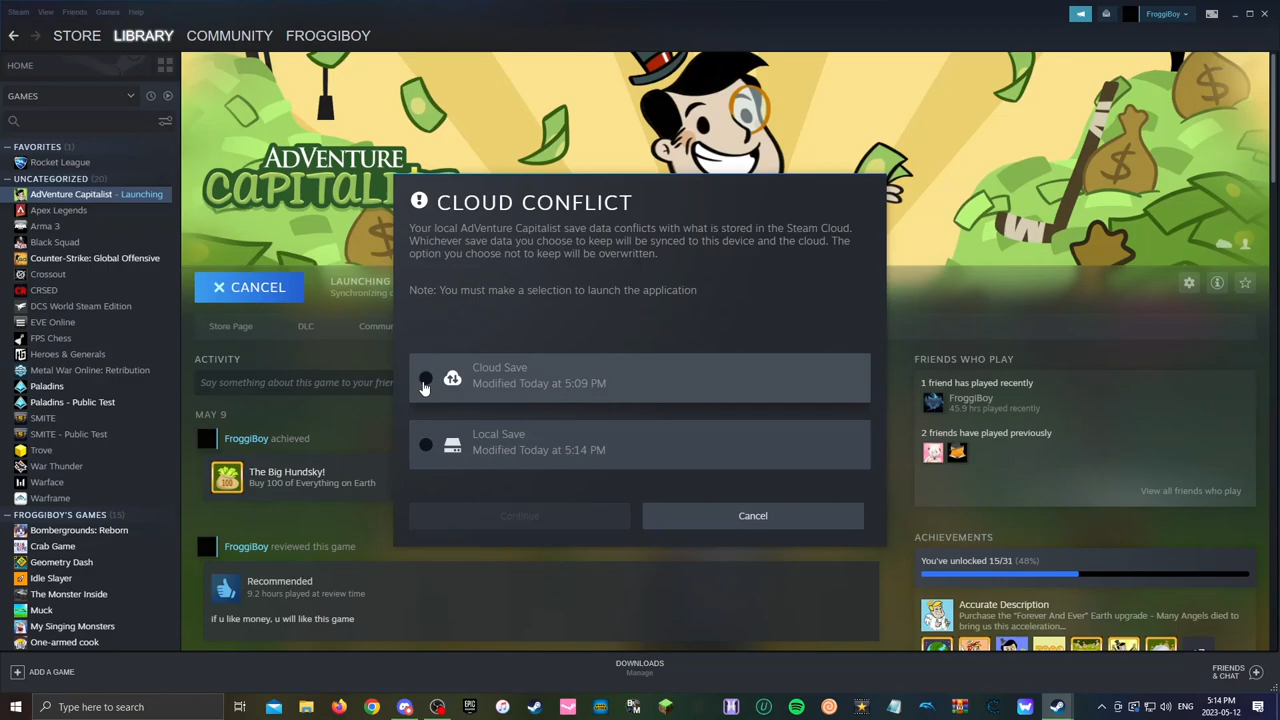 Steam View Friends Games Help
FroggiBoy
STORE LIBRARY COMMUNITY FROGGIBOY
HOME
GAMES
FAVORITES (1)
Rocket League
UNCATEGORIZED (20)
AdVenture Capitalist - Launching
Apex Legends
Arma 3
Black Squad
Counter-Strike: Global Offensive
Crossout
CRSED
DCS World Steam Edition
EVE Online
FPS Chess
Heroes & Generals
Metal War Online: Retribution
Paladins
Paladins - Public Test
SMITE
SMITE - Public Test
Trove
War Thunder
Warface
Warframe
FROGGIBOY'S GAMES (15)
Bombergrounds: Reborn
Crab Game
Geometry Dash
Idle Slayer
The Monster Inside
Muck
My Singing Monsters
One-armed cook
ADVENTURE
CAPITALI
CANCEL
LAUNCHING
Synchronizing
Store Page DLC Commun
ACTIVITY
Say something about this game to your frien
MAY 9
FroggiBoy achieved
The Big Hundsky!
Buy 100 of Everything on Earth
FroggiBoy reviewed this game
Recommended
9.2 hours played at review time
if u like money, u will like this game
CLOUD CONFLICT
Your local AdVenture Capitalist save data conflicts with what is stored in the Steam Cloud.
Whichever save data you choose to keep will be synced to this device and the cloud. The
option you choose not to keep will be overwritten.
Note: You must make a selection to launch the application
Cloud Save
Modified Today at 5:09 PM
Local Save
Modified Today at 5:14 PM
Continue
Cancel
FRIENDS WHO PLAY
1 friend has played recently
FroggiBoy
45.9 hrs played recently
2 friends have played previously
View all friends who play
ACHIEVEMENTS
You've unlocked 15/31 (48%)
Accurate Description
Purchase the "Forever And Ever" Earth upgrade - Many Angels died to
bring us this acceleration...
ADD A GAME
DOWNLOADS
Manage
FRIENDS
& CHAT
Type here to search
5:14 PM
2023-05-12